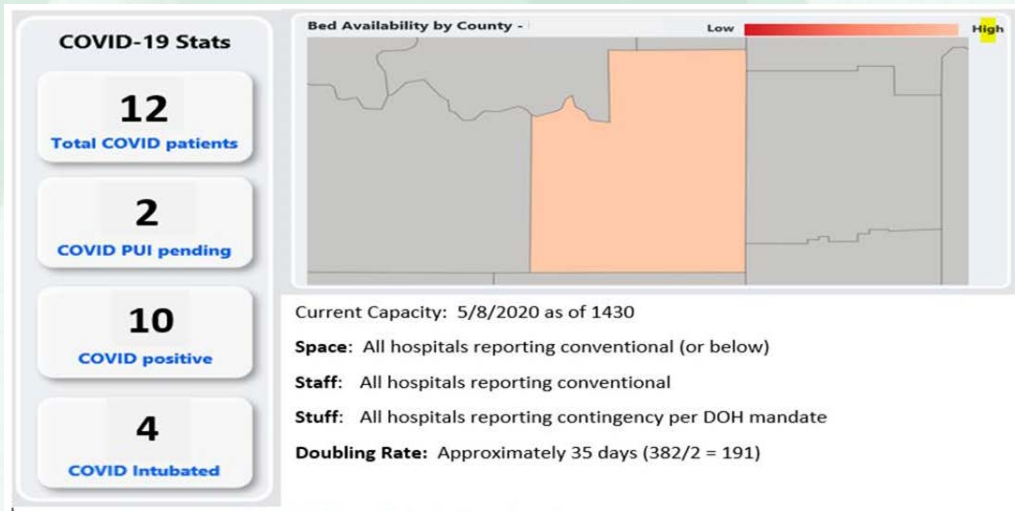 COVID-19 Stats
12
Total COVID patients
2
COVID PUI pending
10
COVID positive
4
COVID Intubated
Bed Availability by County -
Low
High
Current Capacity: 5/8/2020 as of 1430
Space: All hospitals reporting conventional (or below)
Staff: All hospitals reporting conventional
Stuff: All hospitals reporting contingency per DOH mandate
Doubling Rate: Approximately 35 days (382/2 = 191)